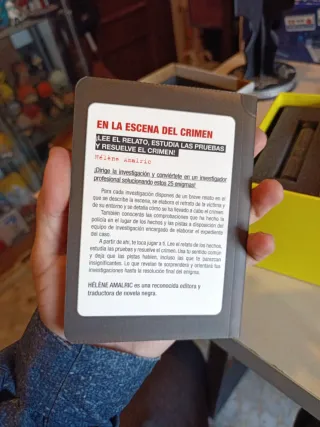 EN LA ESCENA DEL CRIMEN
¡LEE EL RELATO, ESTUDIA LAS PRUEBAS
Y RESUELVE EL CRIMEN!
Hélène Amalric
¡Dirige la investigación y conviértete en un investigador
profesional solucionando estos 25 enigmas!
Para cada investigación dispones de un breve relato en el
que se describe la escena, se elabora el retrato de la víctima y
de su entorno y se detalla cómo se ha llevado a cabo el crimen.
También conocerás las comprobaciones que ha hecho la
policía en el lugar de los hechos y las pistas a disposición del
equipo de investigación encargado de elaborar el expediente
del caso.
A partir de ahí, te toca jugar a ti. Lee el relato de los hechos,
estudia las pruebas y resuelve el crimen. Usa tu sentido común
y deja que las pistas hablen, incluso las que te parezcan
insignificantes. Lo que revelen te sorprenderá y orientará tus
investigaciones hasta la resolución final del enigma.
HÉLÈNE AMALRIC es una reconocida editora y
traductora de novela negra.